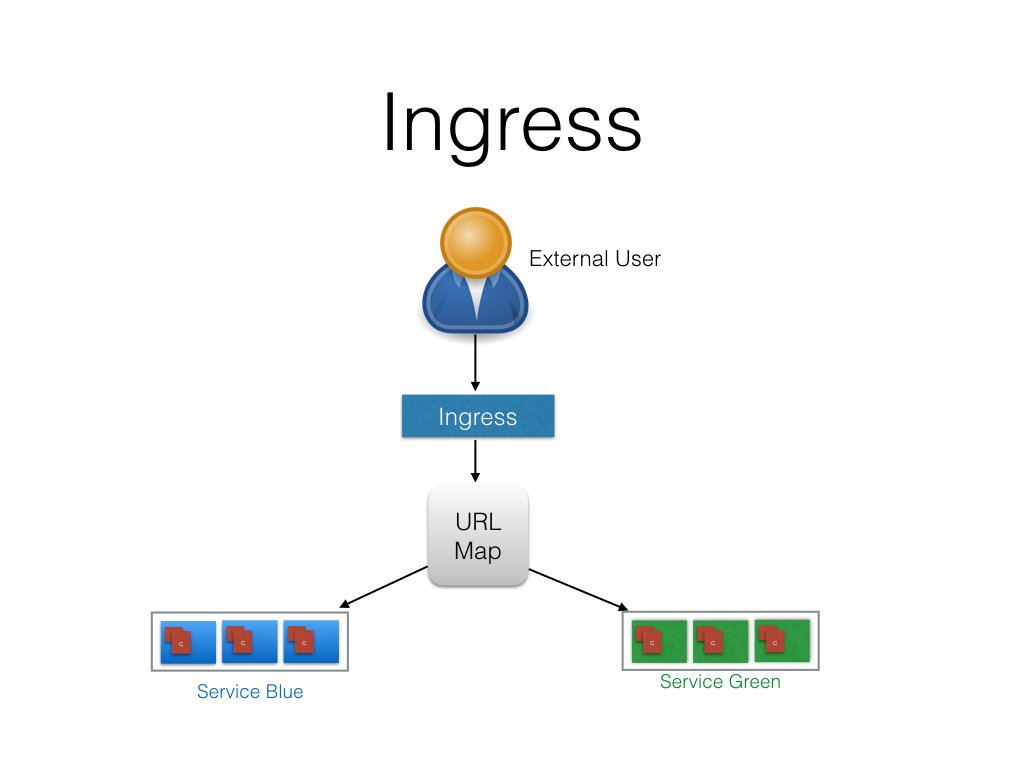 Ingress
External User
Ingress
URL
Map
C
C
C
C
C
C
Service Blue
Service Green